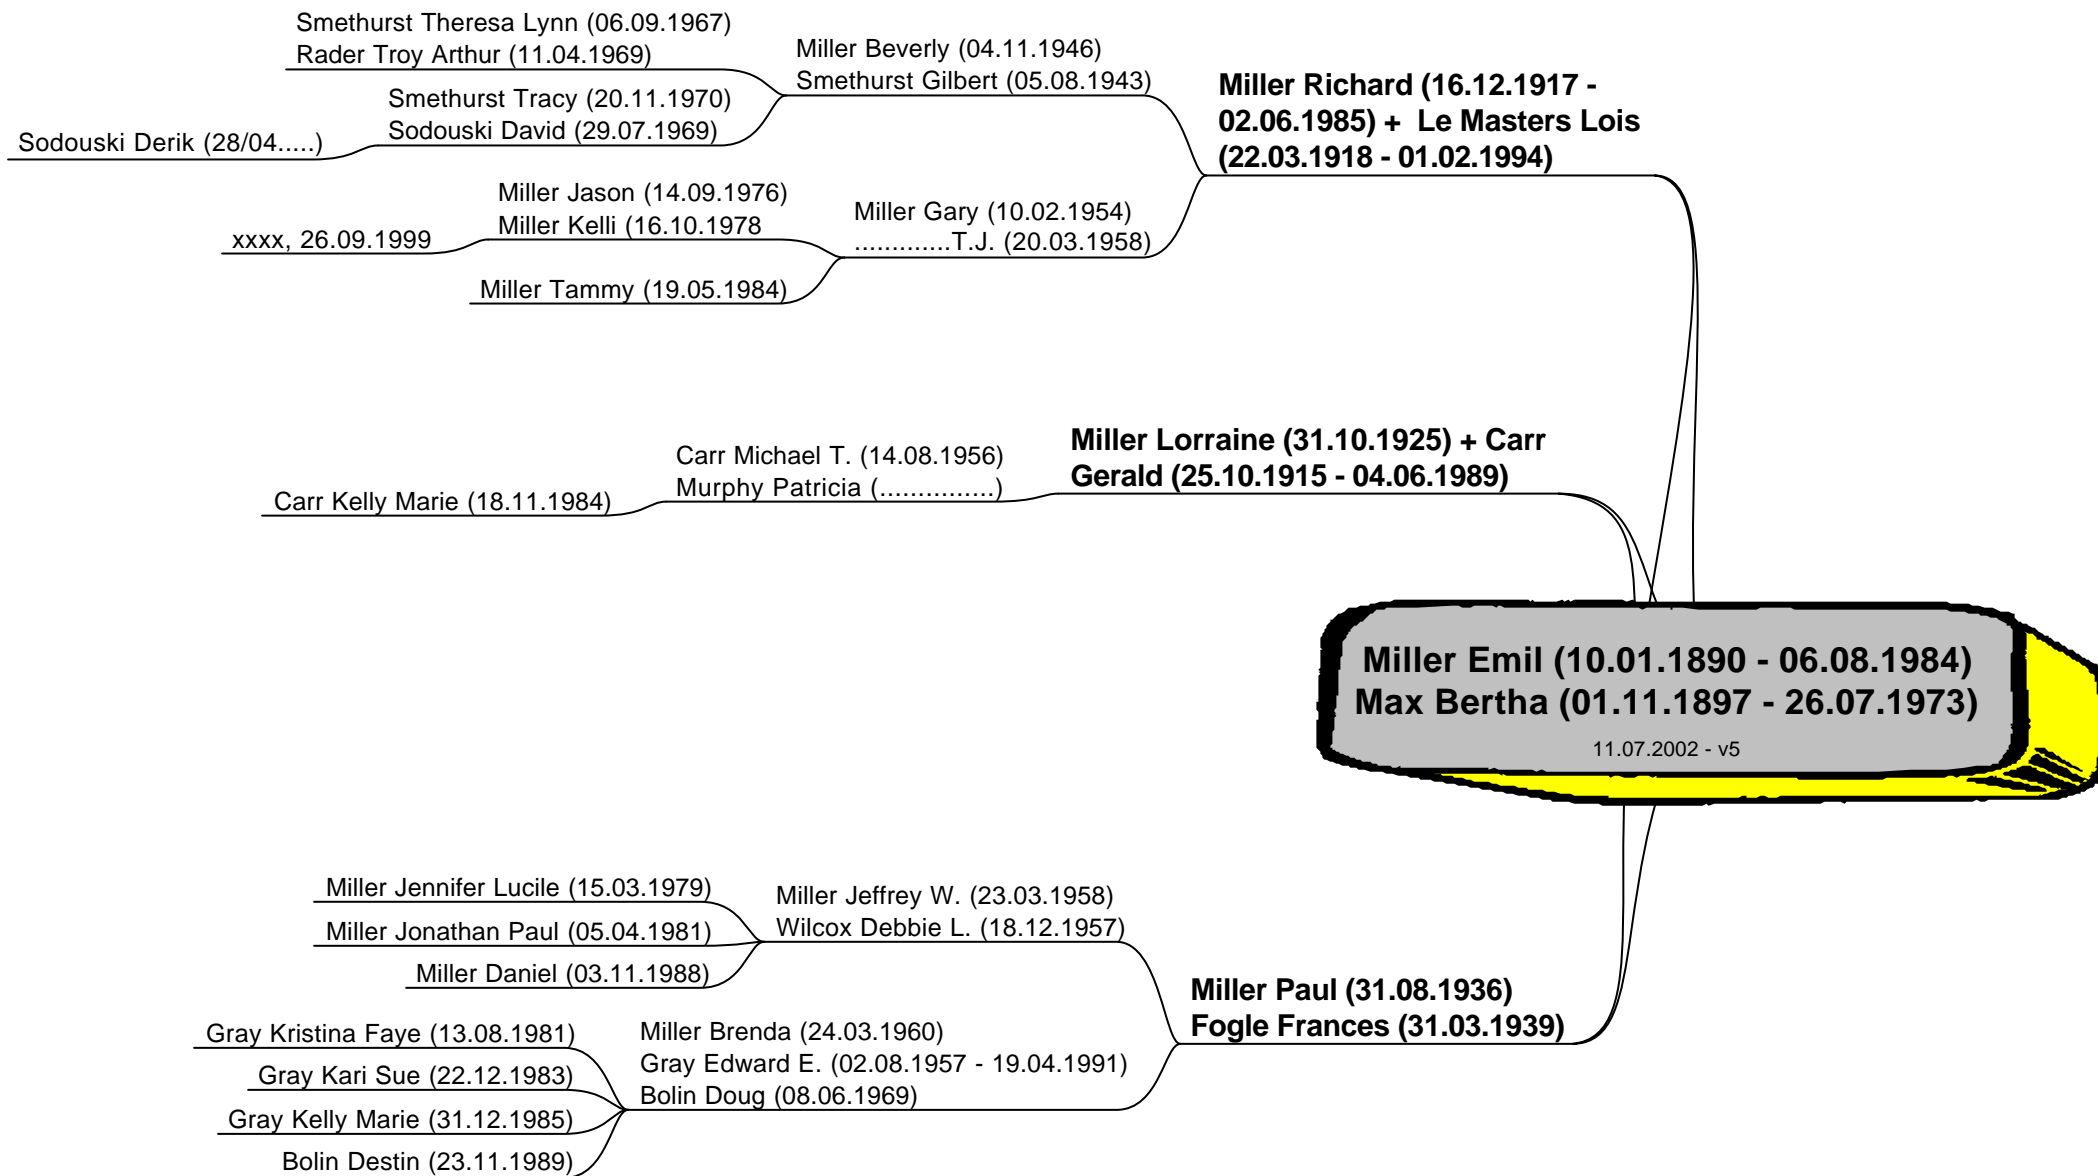 Smethurst Theresa Lynn (06.09.1967)
Rader Troy Arthur (11.04.1969)
Miller Beverly (04.11.1946)
Smethurst Gilbert (05.08.1943)
Miller Richard (16.12.1917 -
02.06.1985) +  Le Masters Lois
(22.03.1918 - 01.02.1994)
Smethurst Tracy (20.11.1970)
Sodouski David (29.07.1969)
Sodouski Derik (28/04.....)
Miller Jason (14.09.1976)
Miller Kelli (16.10.1978
xxxx, 26.09.1999
Miller Gary (10.02.1954)
.............T.J. (20.03.1958)
Miller Tammy (19.05.1984)
Miller Lorraine (31.10.1925) + Carr
Gerald (25.10.1915 - 04.06.1989)
Carr Michael T. (14.08.1956)
Murphy Patricia (...............)
Carr Kelly Marie (18.11.1984)
Miller Emil (10.01.1890 - 06.08.1984)
Max Bertha (01.11.1897 - 26.07.1973)
11.07.2002 - v5
Miller Jennifer Lucile (15.03.1979)
Miller Jonathan Paul (05.04.1981)
Miller Daniel (03.11.1988)
Miller Jeffrey W. (23.03.1958)
Wilcox Debbie L. (18.12.1957)
Miller Paul (31.08.1936)
Fogle Frances (31.03.1939)
Gray Kristina Faye (13.08.1981)
Gray Kari Sue (22.12.1983)
Gray Kelly Marie (31.12.1985)
Bolin Destin (23.11.1989)
Miller Brenda (24.03.1960)
Gray Edward E. (02.08.1957 - 19.04.1991)
Bolin Doug (08.06.1969)